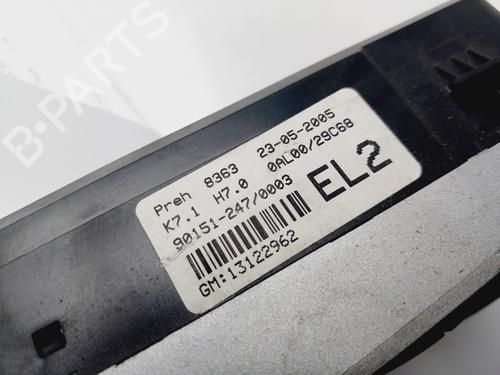 B-PARTS
Preh 8363 23-05-2005
K7.1 H7.0 0AL00/29C68
90151-247/0003
EL2
GM:13122962